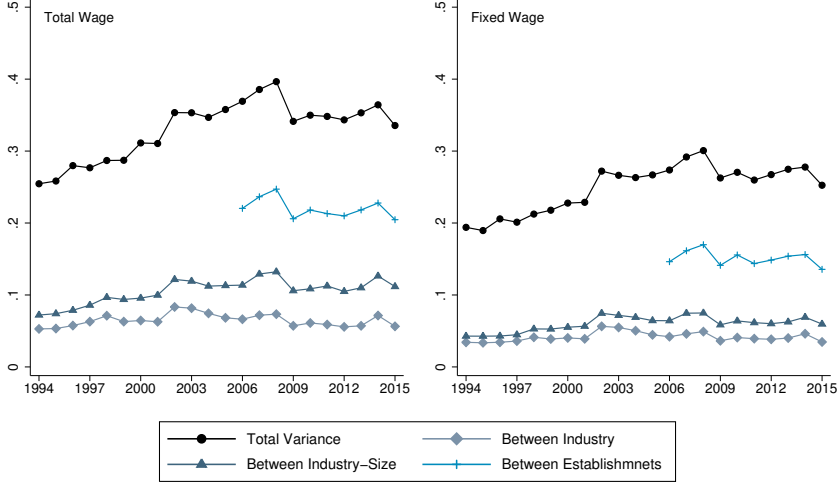 Total Wage
Fixed Wage
.5
.4
.3
.2
.1
0
1994 1997 2000 2003 2006 2009 2012 2015
.5
.4
.3
.2
.1
0
1994 1997 2000 2003 2006 2009 2012 2015
Total Variance
Between Industry
Between Industry−Size
Between Establishmnets